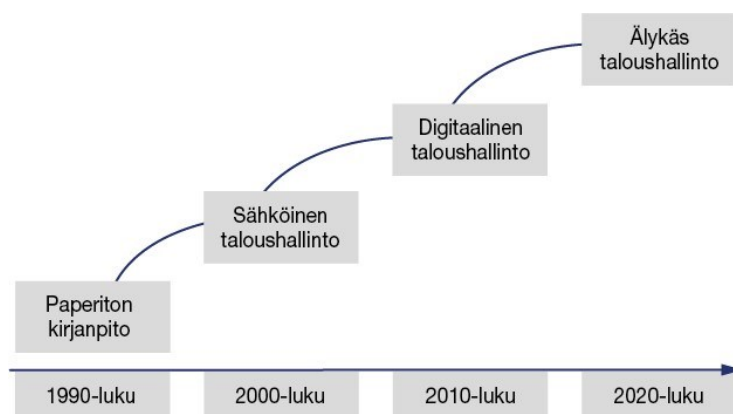 Älykäs
taloushallinto
Digitaalinen
taloushallinto
Sähköinen
taloushallinto
Paperiton
kirjanpito
1990-luku
2000-luku
2010-luku
2020-luku